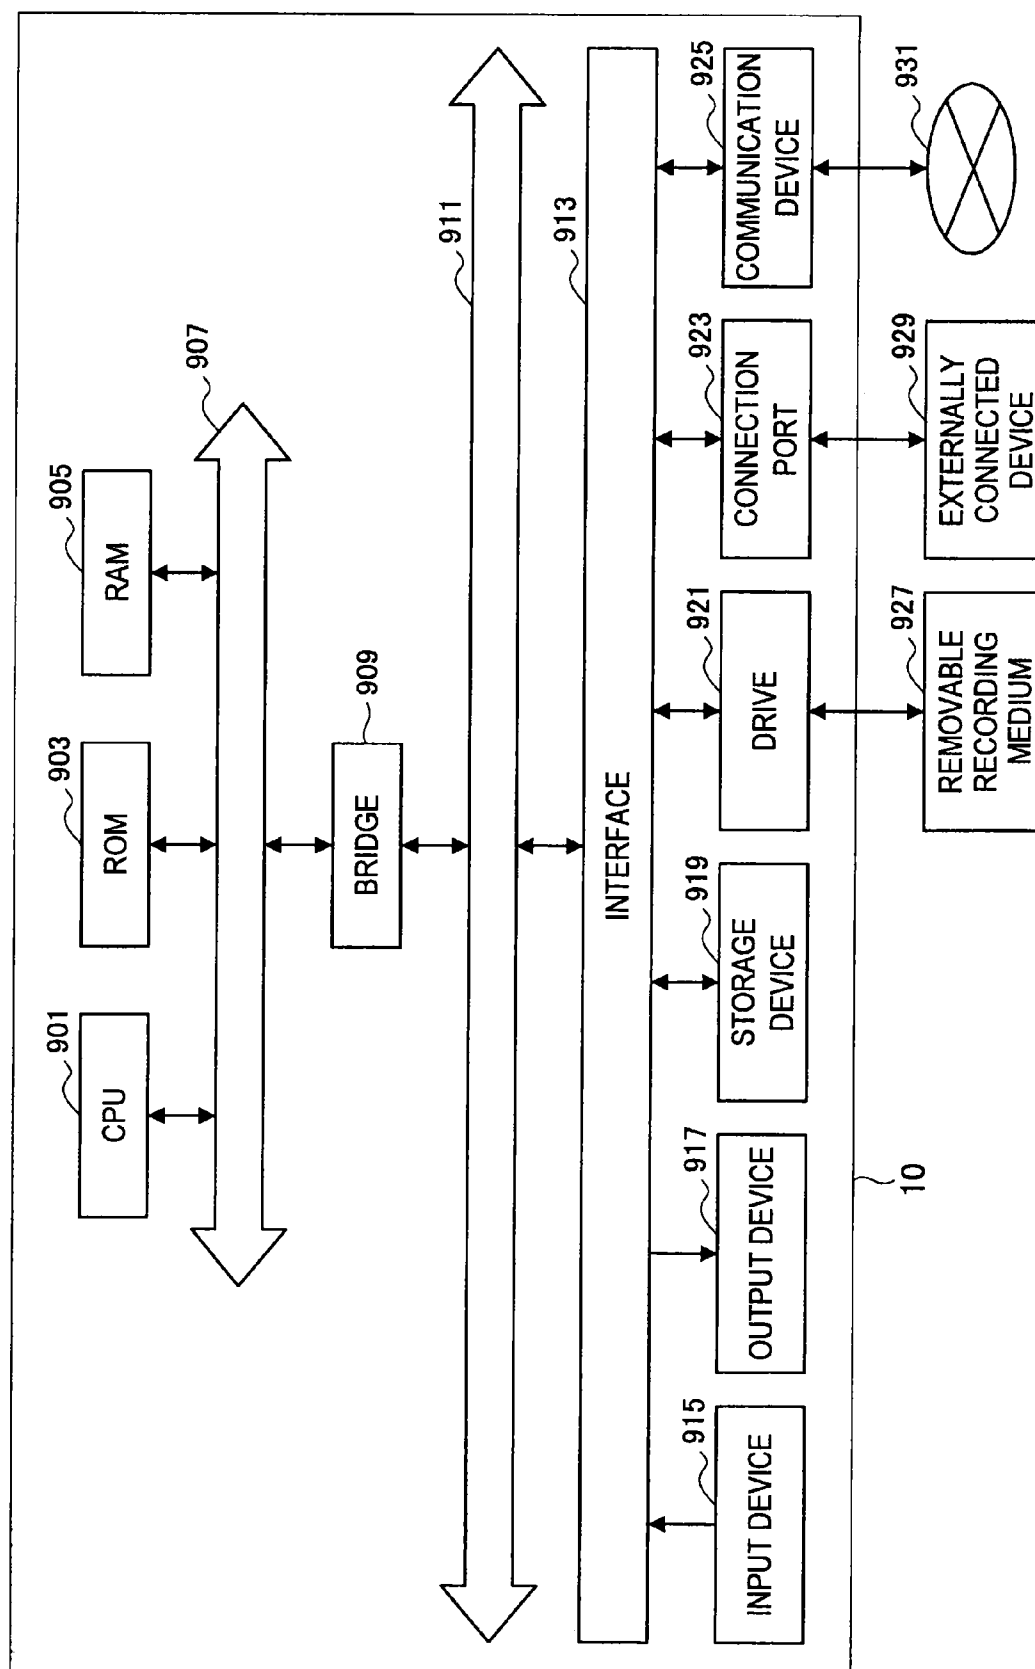 901
CPU
903
ROM
905
RAM
907
909
BRIDGE
911
913
INTERFACE
915
INPUT DEVICE
917
OUTPUT DEVICE
919
STORAGE
DEVICE
921
DRIVE
923
CONNECTION
PORT
925
COMMUNICATION
DEVICE
10
927
REMOVABLE
RECORDING
MEDIUM
929
EXTERNALLY
CONNECTED
DEVICE
931